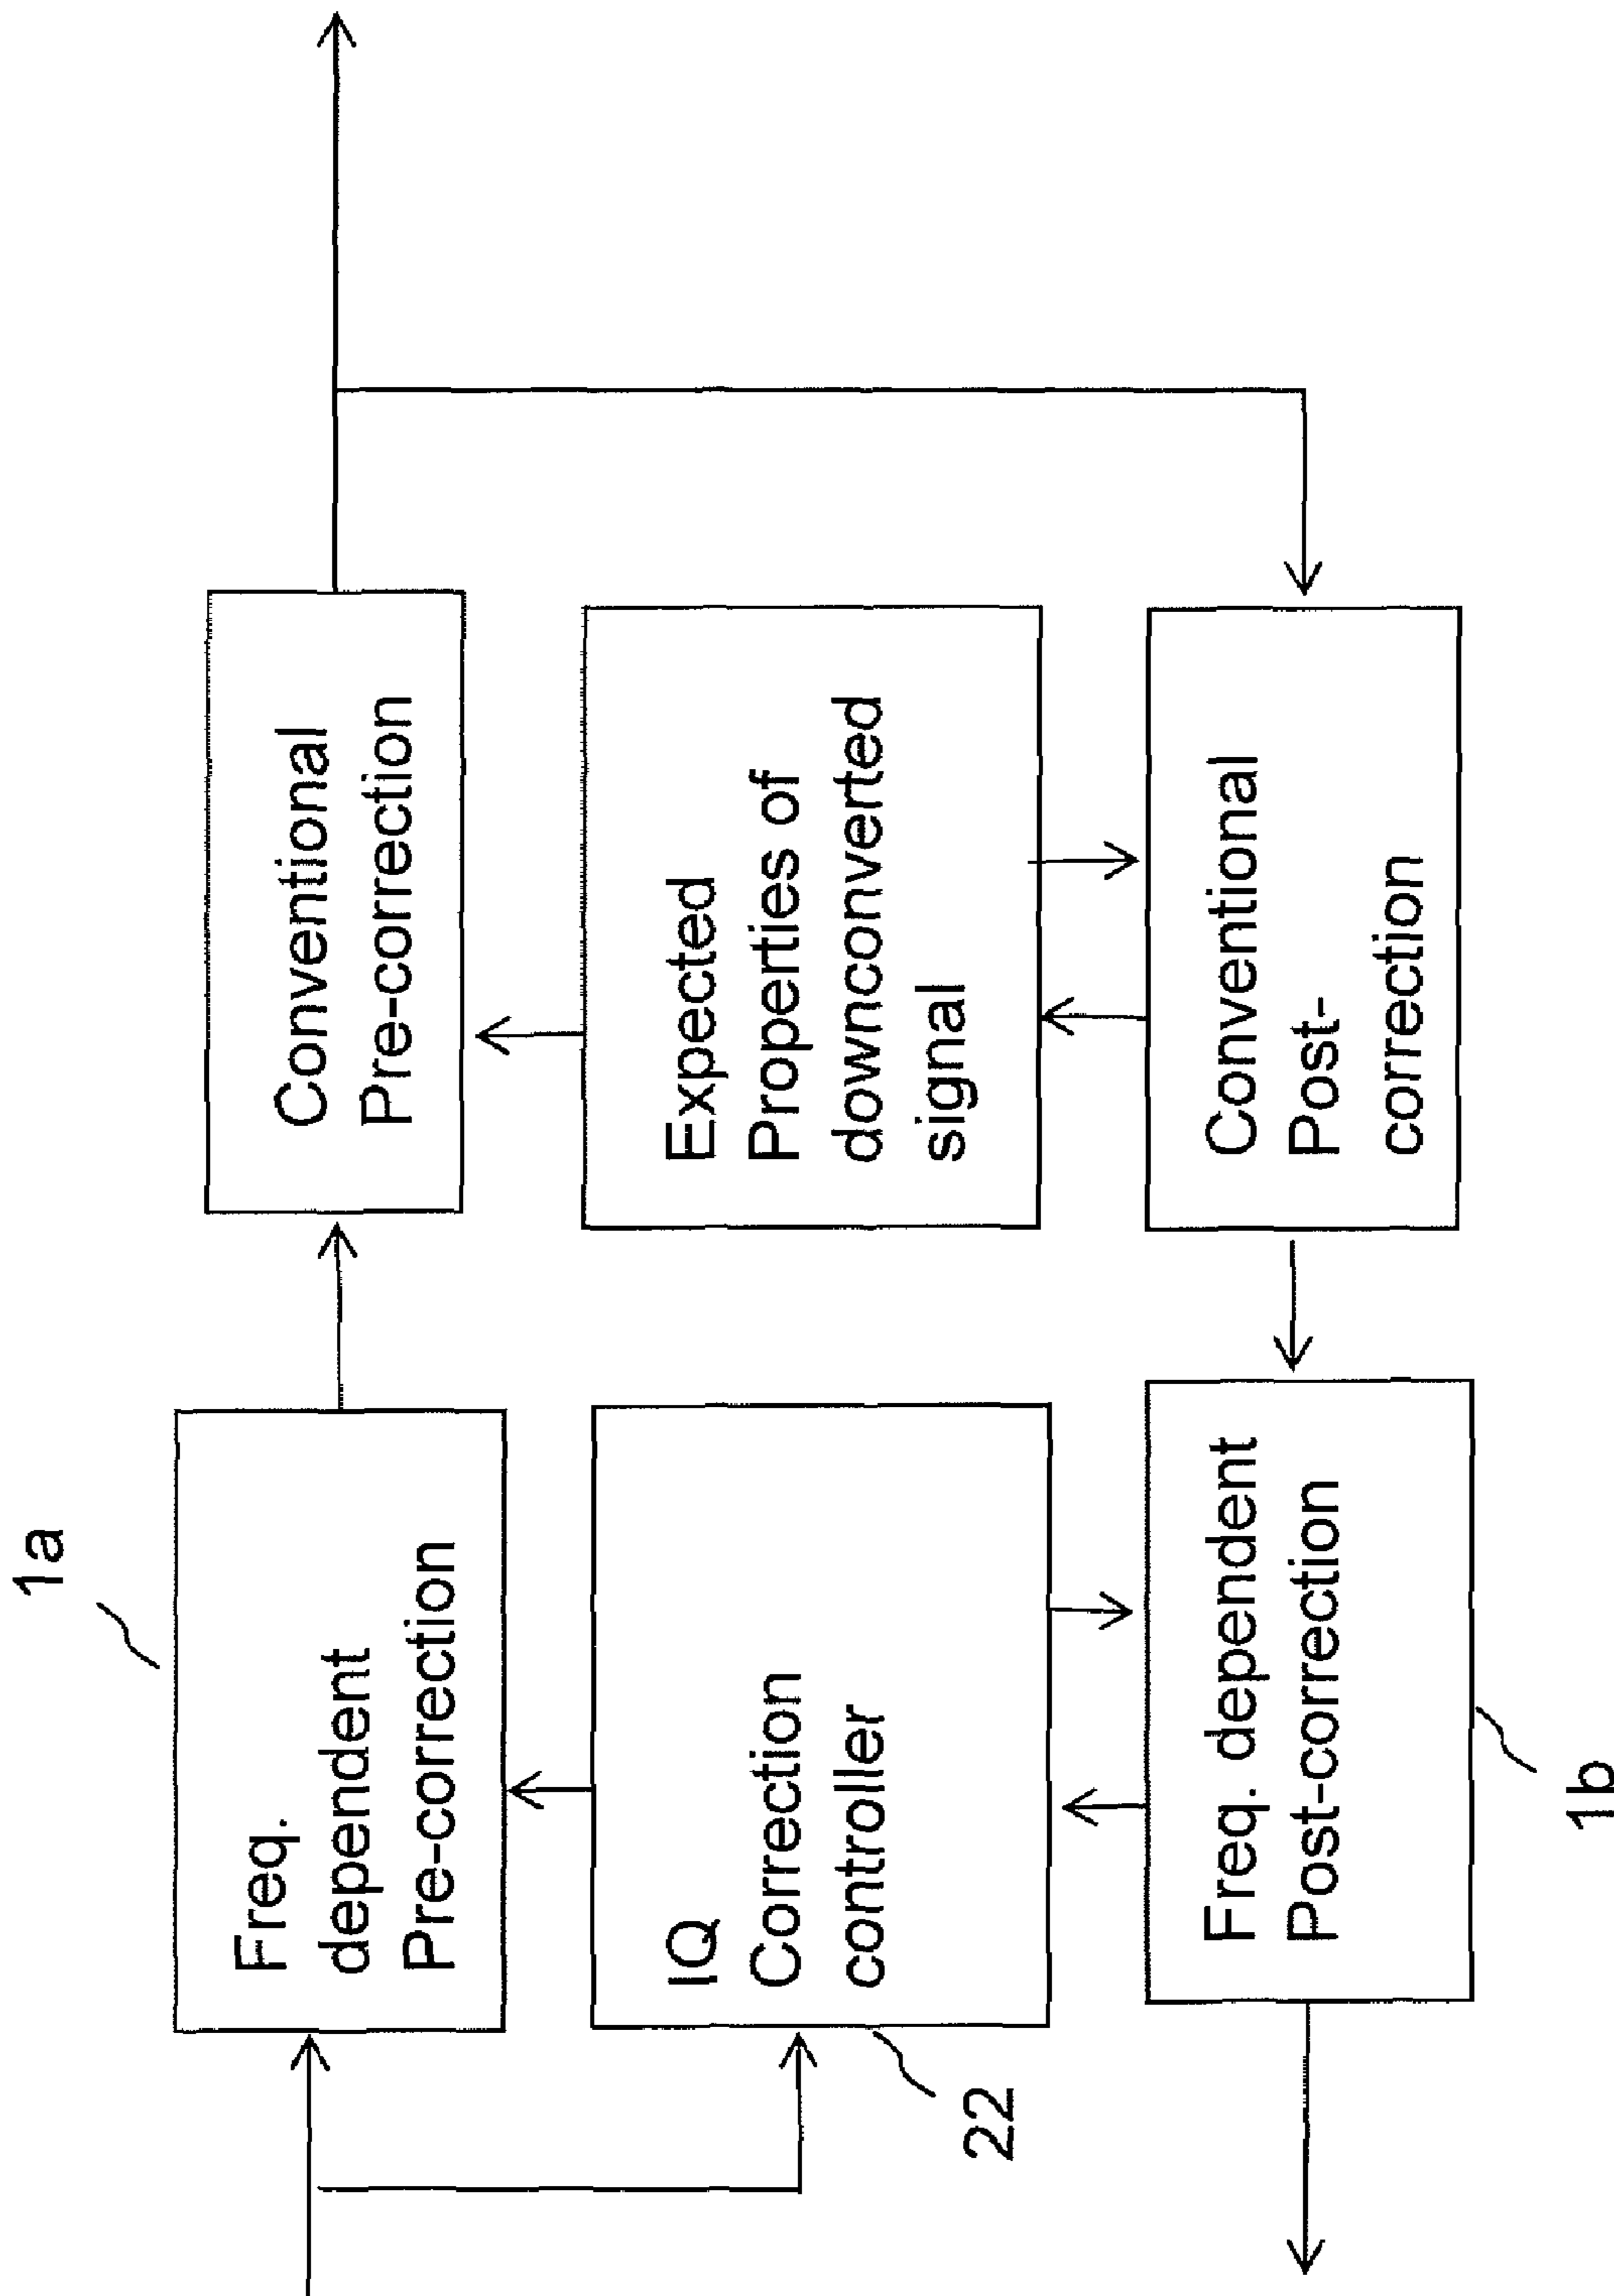 1a
Freq.
dependent
Pre-correction
Conventional
Pre-correction
IQ
Correction
controller
22
Expected
Properties of
downconverted
signal
Freq. dependent
Post-correction
1b
Conventional
Post-
correction